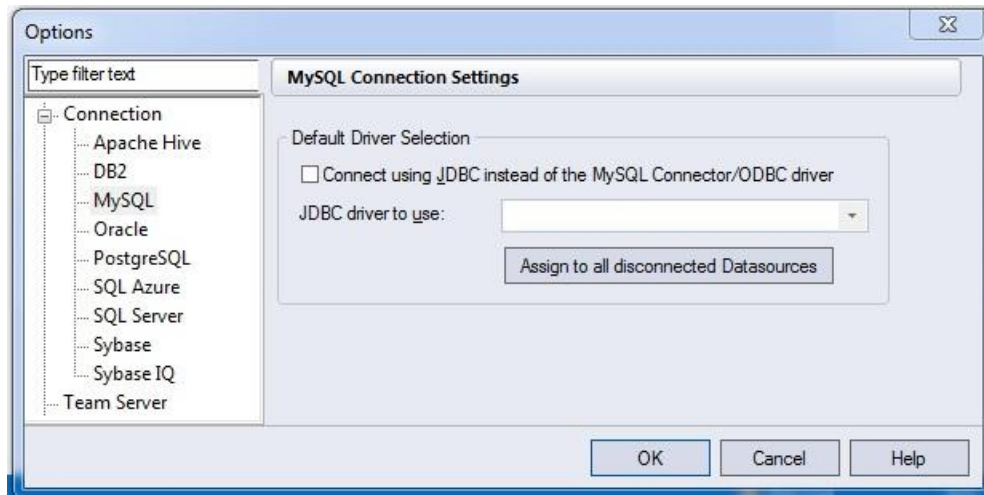 Options
Type filter text
Connection
Apache Hive
DB2
MySQL
Oracle
PostgreSQL
SQL Azure
SQL Server
Sybase
Sybase IQ
Team Server
MySQL Connection Settings
Default Driver Selection
Connect using JDBC instead of the MySQL Connector/ODBC driver
JDBC driver to use:
Assign to all disconnected Datasources
OK Cancel Help